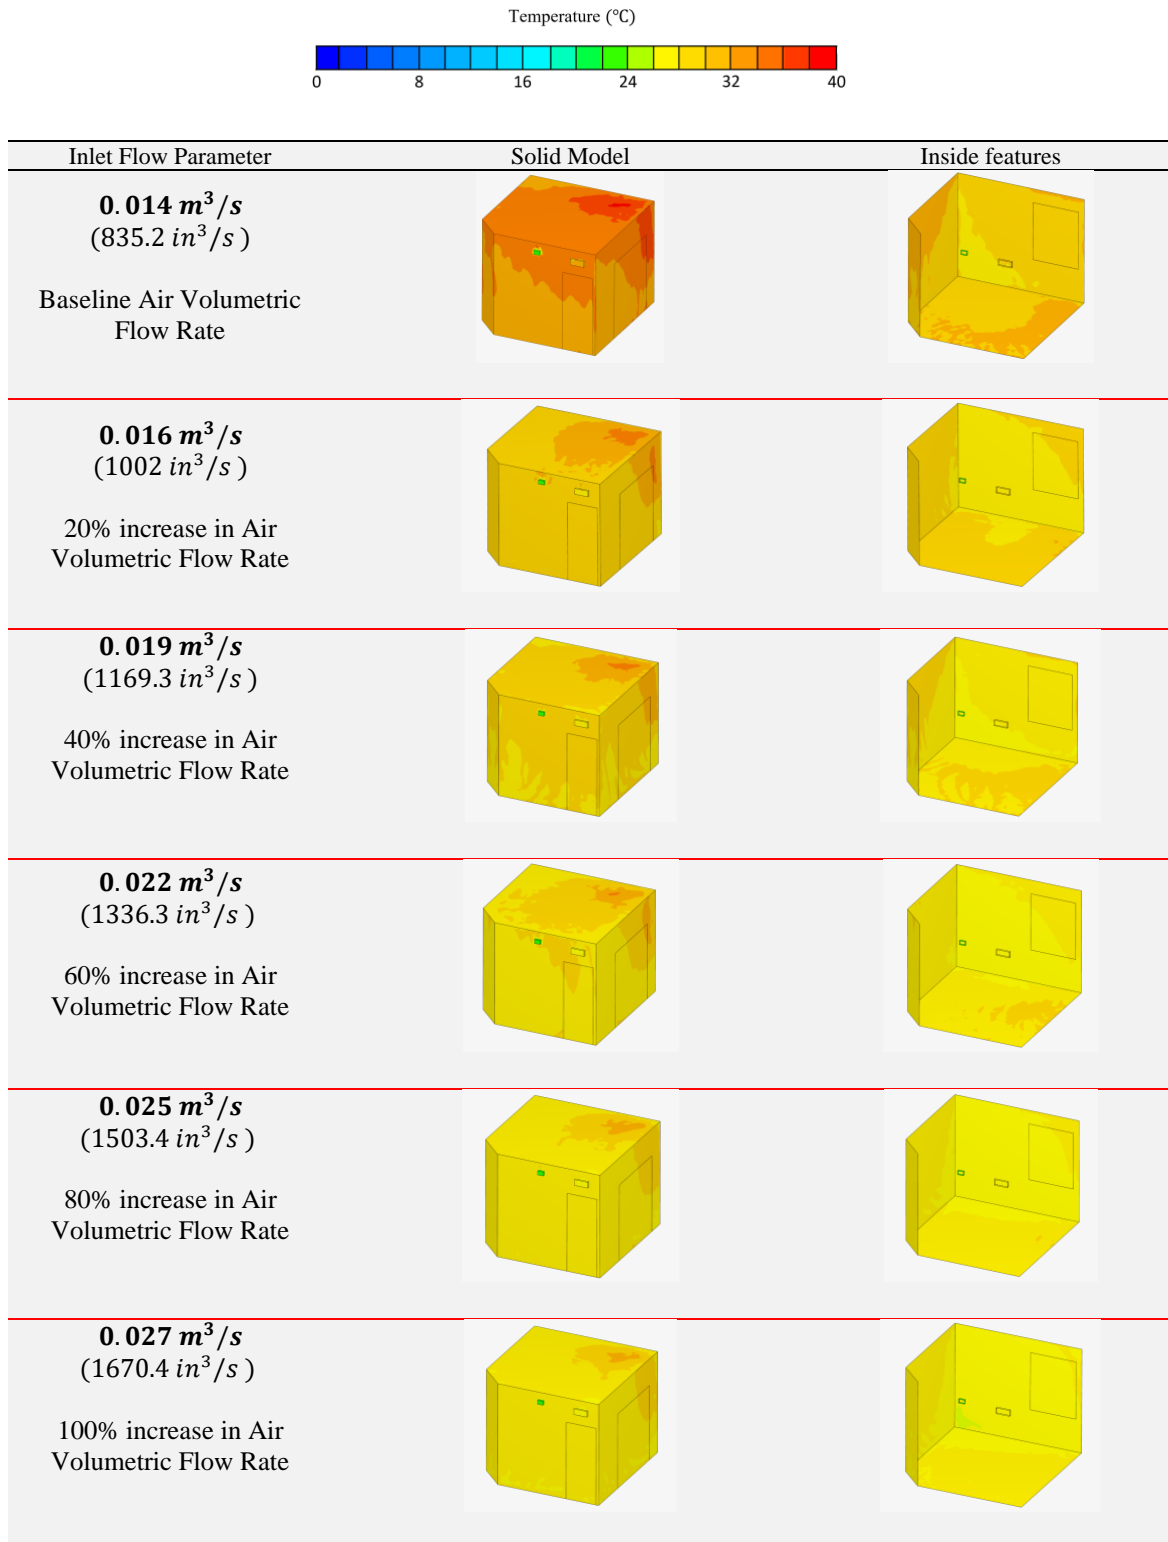 Temperature (℃)
0 8 16 24 32 40
Inlet Flow Parameter Solid Model Inside features
0.014 m³/s
(835.2 in³/s )
Baseline Air Volumetric
Flow Rate
0.016 m³/s
(1002 in³/s )
20% increase in Air
Volumetric Flow Rate
0.019 m³/s
(1169.3 in³/s )
40% increase in Air
Volumetric Flow Rate
0.022 m³/s
(1336.3 in³/s )
60% increase in Air
Volumetric Flow Rate
0.025 m³/s
(1503.4 in³/s )
80% increase in Air
Volumetric Flow Rate
0.027 m³/s
(1670.4 in³/s )
100% increase in Air
Volumetric Flow Rate